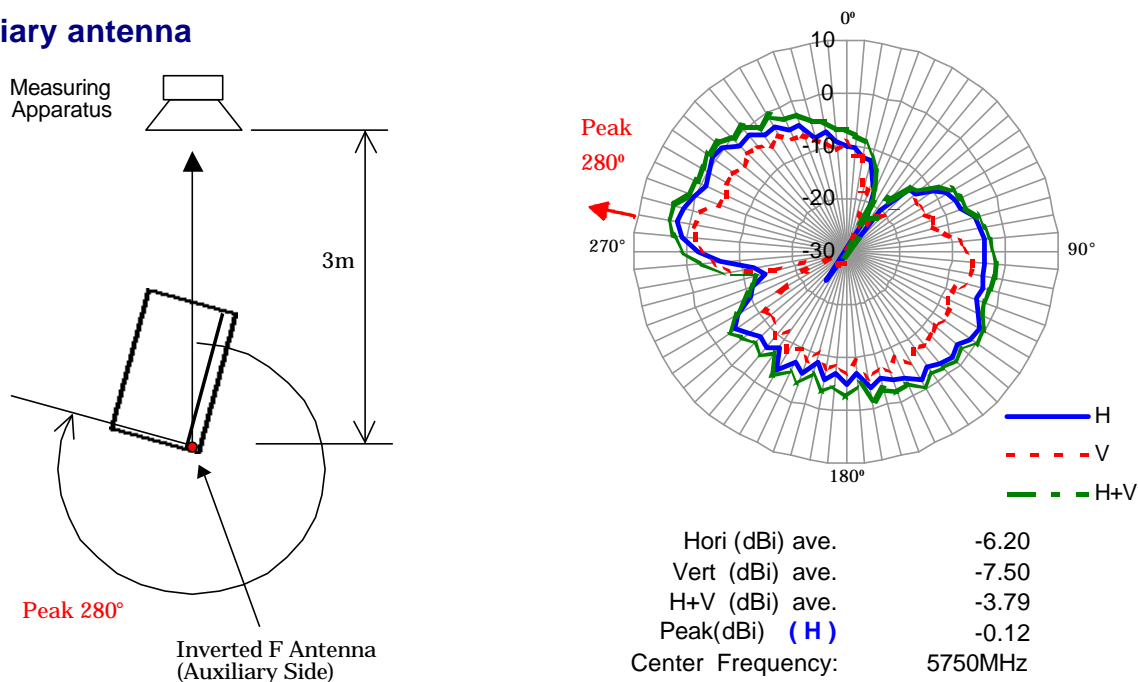 iary antenna
Measuring
Apparatus
3m
Peak 280°
Inverted F Antenna
(Auxiliary Side)
0°
10
0
-10
-20
-30
Peak
280°
270°
90°
180°
H
V
H+V
Hori (dBi) ave. -6.20
Vert (dBi) ave. -7.50
H+V (dBi) ave. -3.79
Peak(dBi) ( H ) -0.12
Center Frequency: 5750MHz